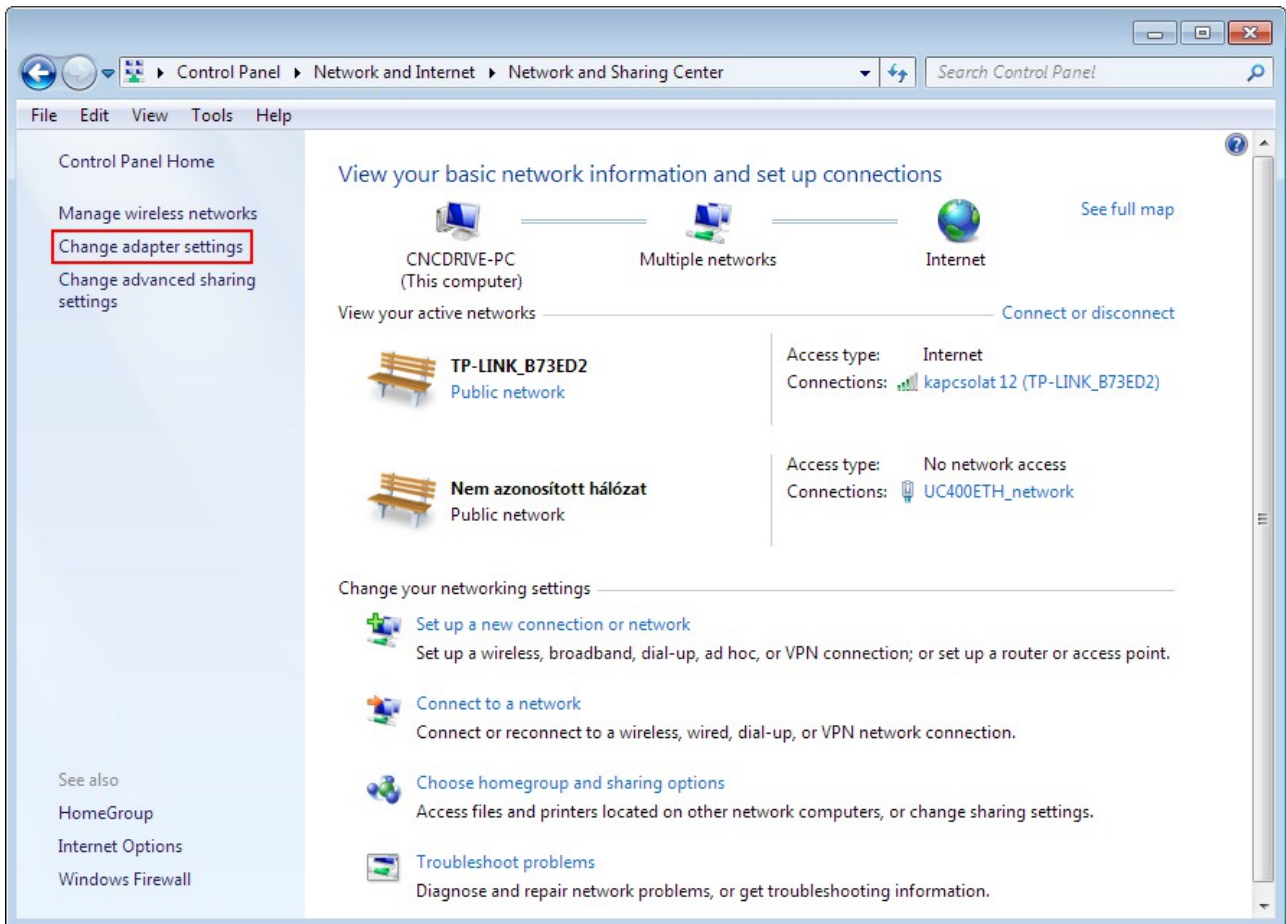 Control Panel ▸ Network and Internet ▸ Network and Sharing Center
Search Control Panel
File Edit View Tools Help
Control Panel Home
Manage wireless networks
Change adapter settings
Change advanced sharing
settings
See also
HomeGroup
Internet Options
Windows Firewall
View your basic network information and set up connections
See full map
CNCDRIVE-PC
(This computer)
Multiple networks
Internet
View your active networks
Connect or disconnect
TP-LINK_B73ED2
Public network
Access type: Internet
Connections: kapcsolat 12 (TP-LINK_B73ED2)
Nem azonosított hálózat
Public network
Access type: No network access
Connections: UC400ETH_network
Change your networking settings
Set up a new connection or network
Set up a wireless, broadband, dial-up, ad hoc, or VPN connection; or set up a router or access point.
Connect to a network
Connect or reconnect to a wireless, wired, dial-up, or VPN network connection.
Choose homegroup and sharing options
Access files and printers located on other network computers, or change sharing settings.
Troubleshoot problems
Diagnose and repair network problems, or get troubleshooting information.